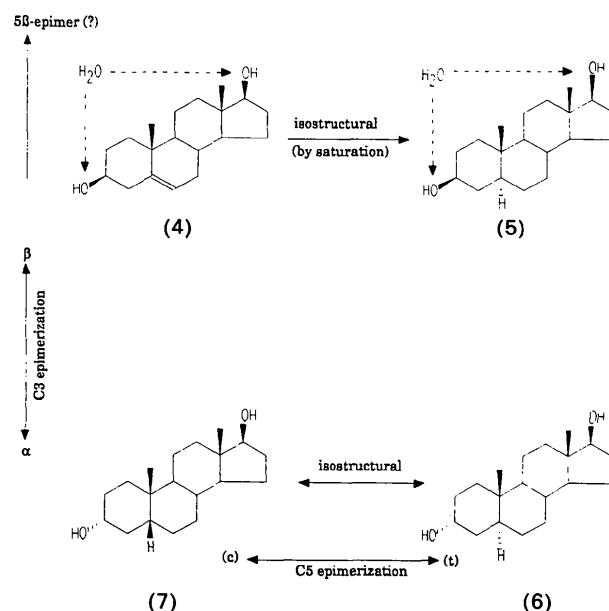 5ß-epimer (?)
H₂O
OH
HO
(4)
isostructural
(by saturation)
H₂O
OH
HO
H
(5)
β
C3 epimerization
α
OH
HO
H
(c)
(7)
isostructural
C5 epimerization
OH
HO
H
(t)
(6)